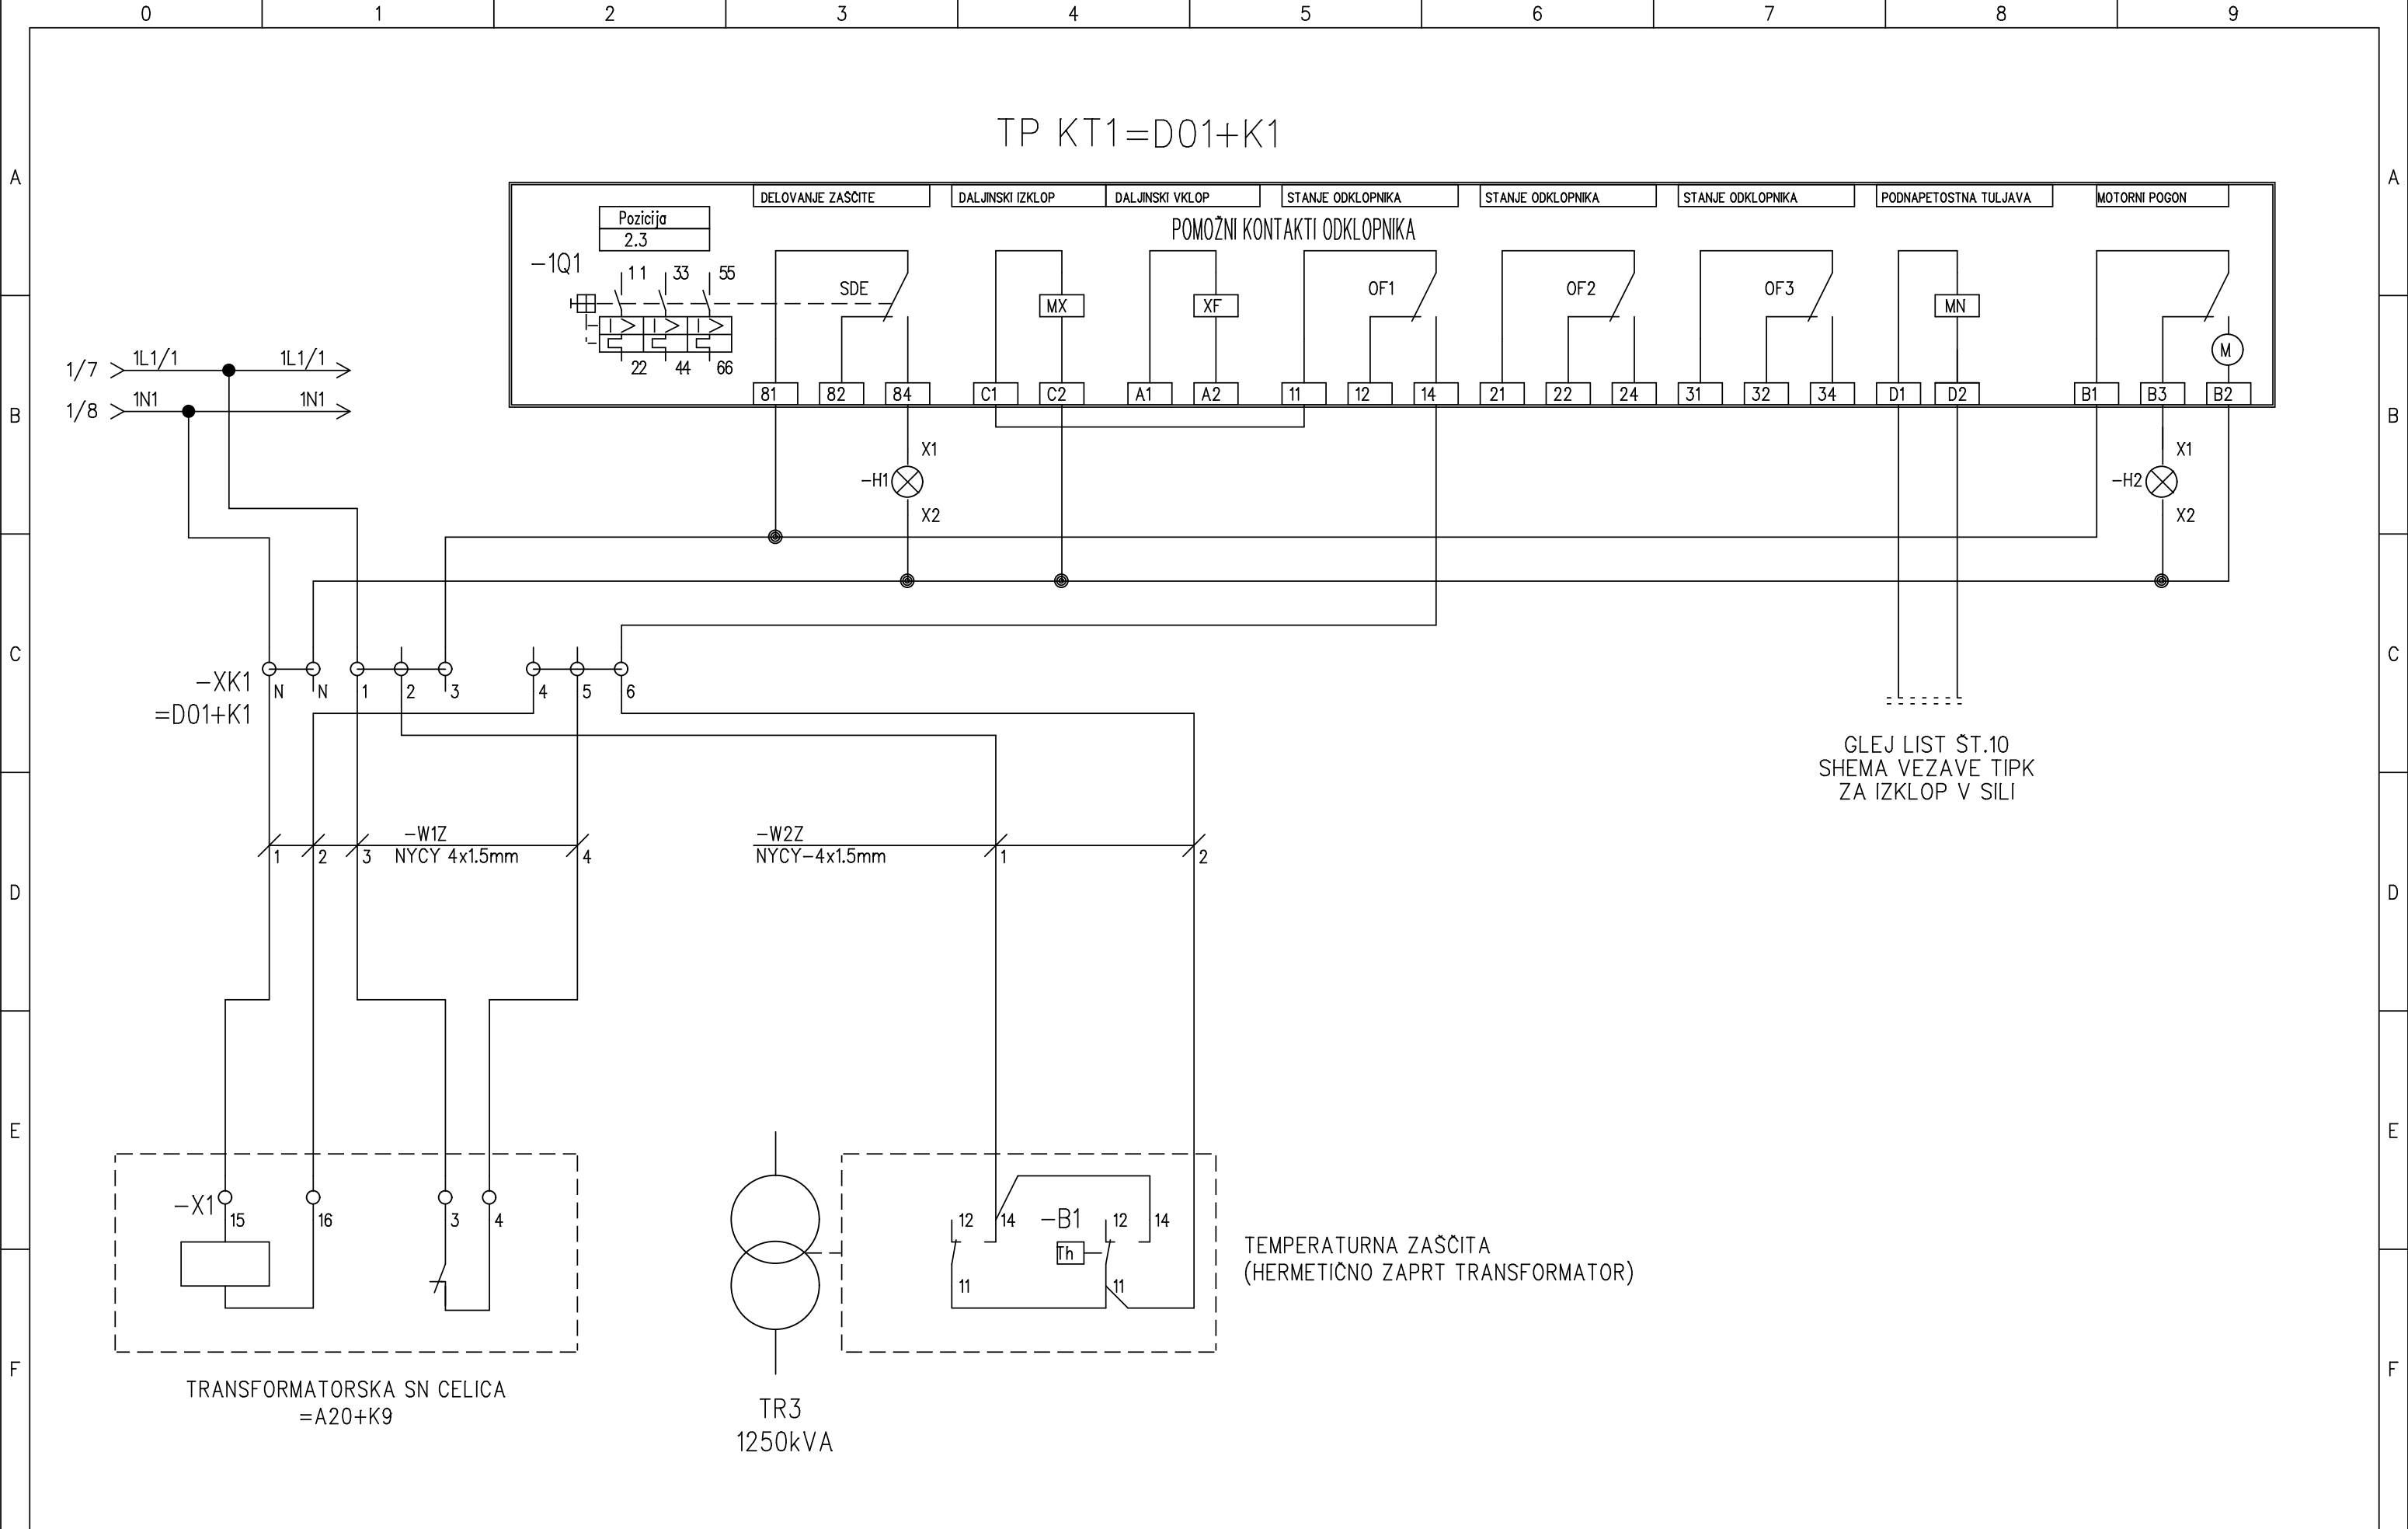 0 1 2 3 4 5 6 7 8 9
TP KT1=D01+K1
A A
DELOVANJE ZAŠČITE DALJINSKI IZKLOP DALJINSKI VKLOP STANJE ODKLOPNIKA STANJE ODKLOPNIKA STANJE ODKLOPNIKA PODNAPETOSTNA TULJAVA MOTORNI POGON
Pozicija
2.3
POMOŽNI KONTAKTI ODKLOPNIKA
-1Q1
11 33 55
SDE MX XF OF1 OF2 OF3 MN M
22 44 66
81 82 84 C1 C2 A1 A2 11 12 14 21 22 24 31 32 34 D1 D2 B1 B3 B2
1/7 1L1/1 1L1/1
1/8 1N1 1N1
B B
X1 X1
-H1 -H2
X2 X2
C C
-XK1
=D01+K1
N N 1 2 3 4 5 6
GLEJ LIST ŠT.10
SHEMA VEZAVE TIPK
ZA IZKLOP V SILI
-W1Z
NYCY 4x1.5mm
1 2 3 4
-W2Z
NYCY-4x1.5mm
1 2
D D
E E
-X1
15 16 3 4
12 14 -B1 12 14
Th
11 11
TEMPERATURNA ZAŠČITA
(HERMETIČNO ZAPRT TRANSFORMATOR)
F F
TRANSFORMATORSKA SN CELICA
=A20+K9
TR3
1250kVA